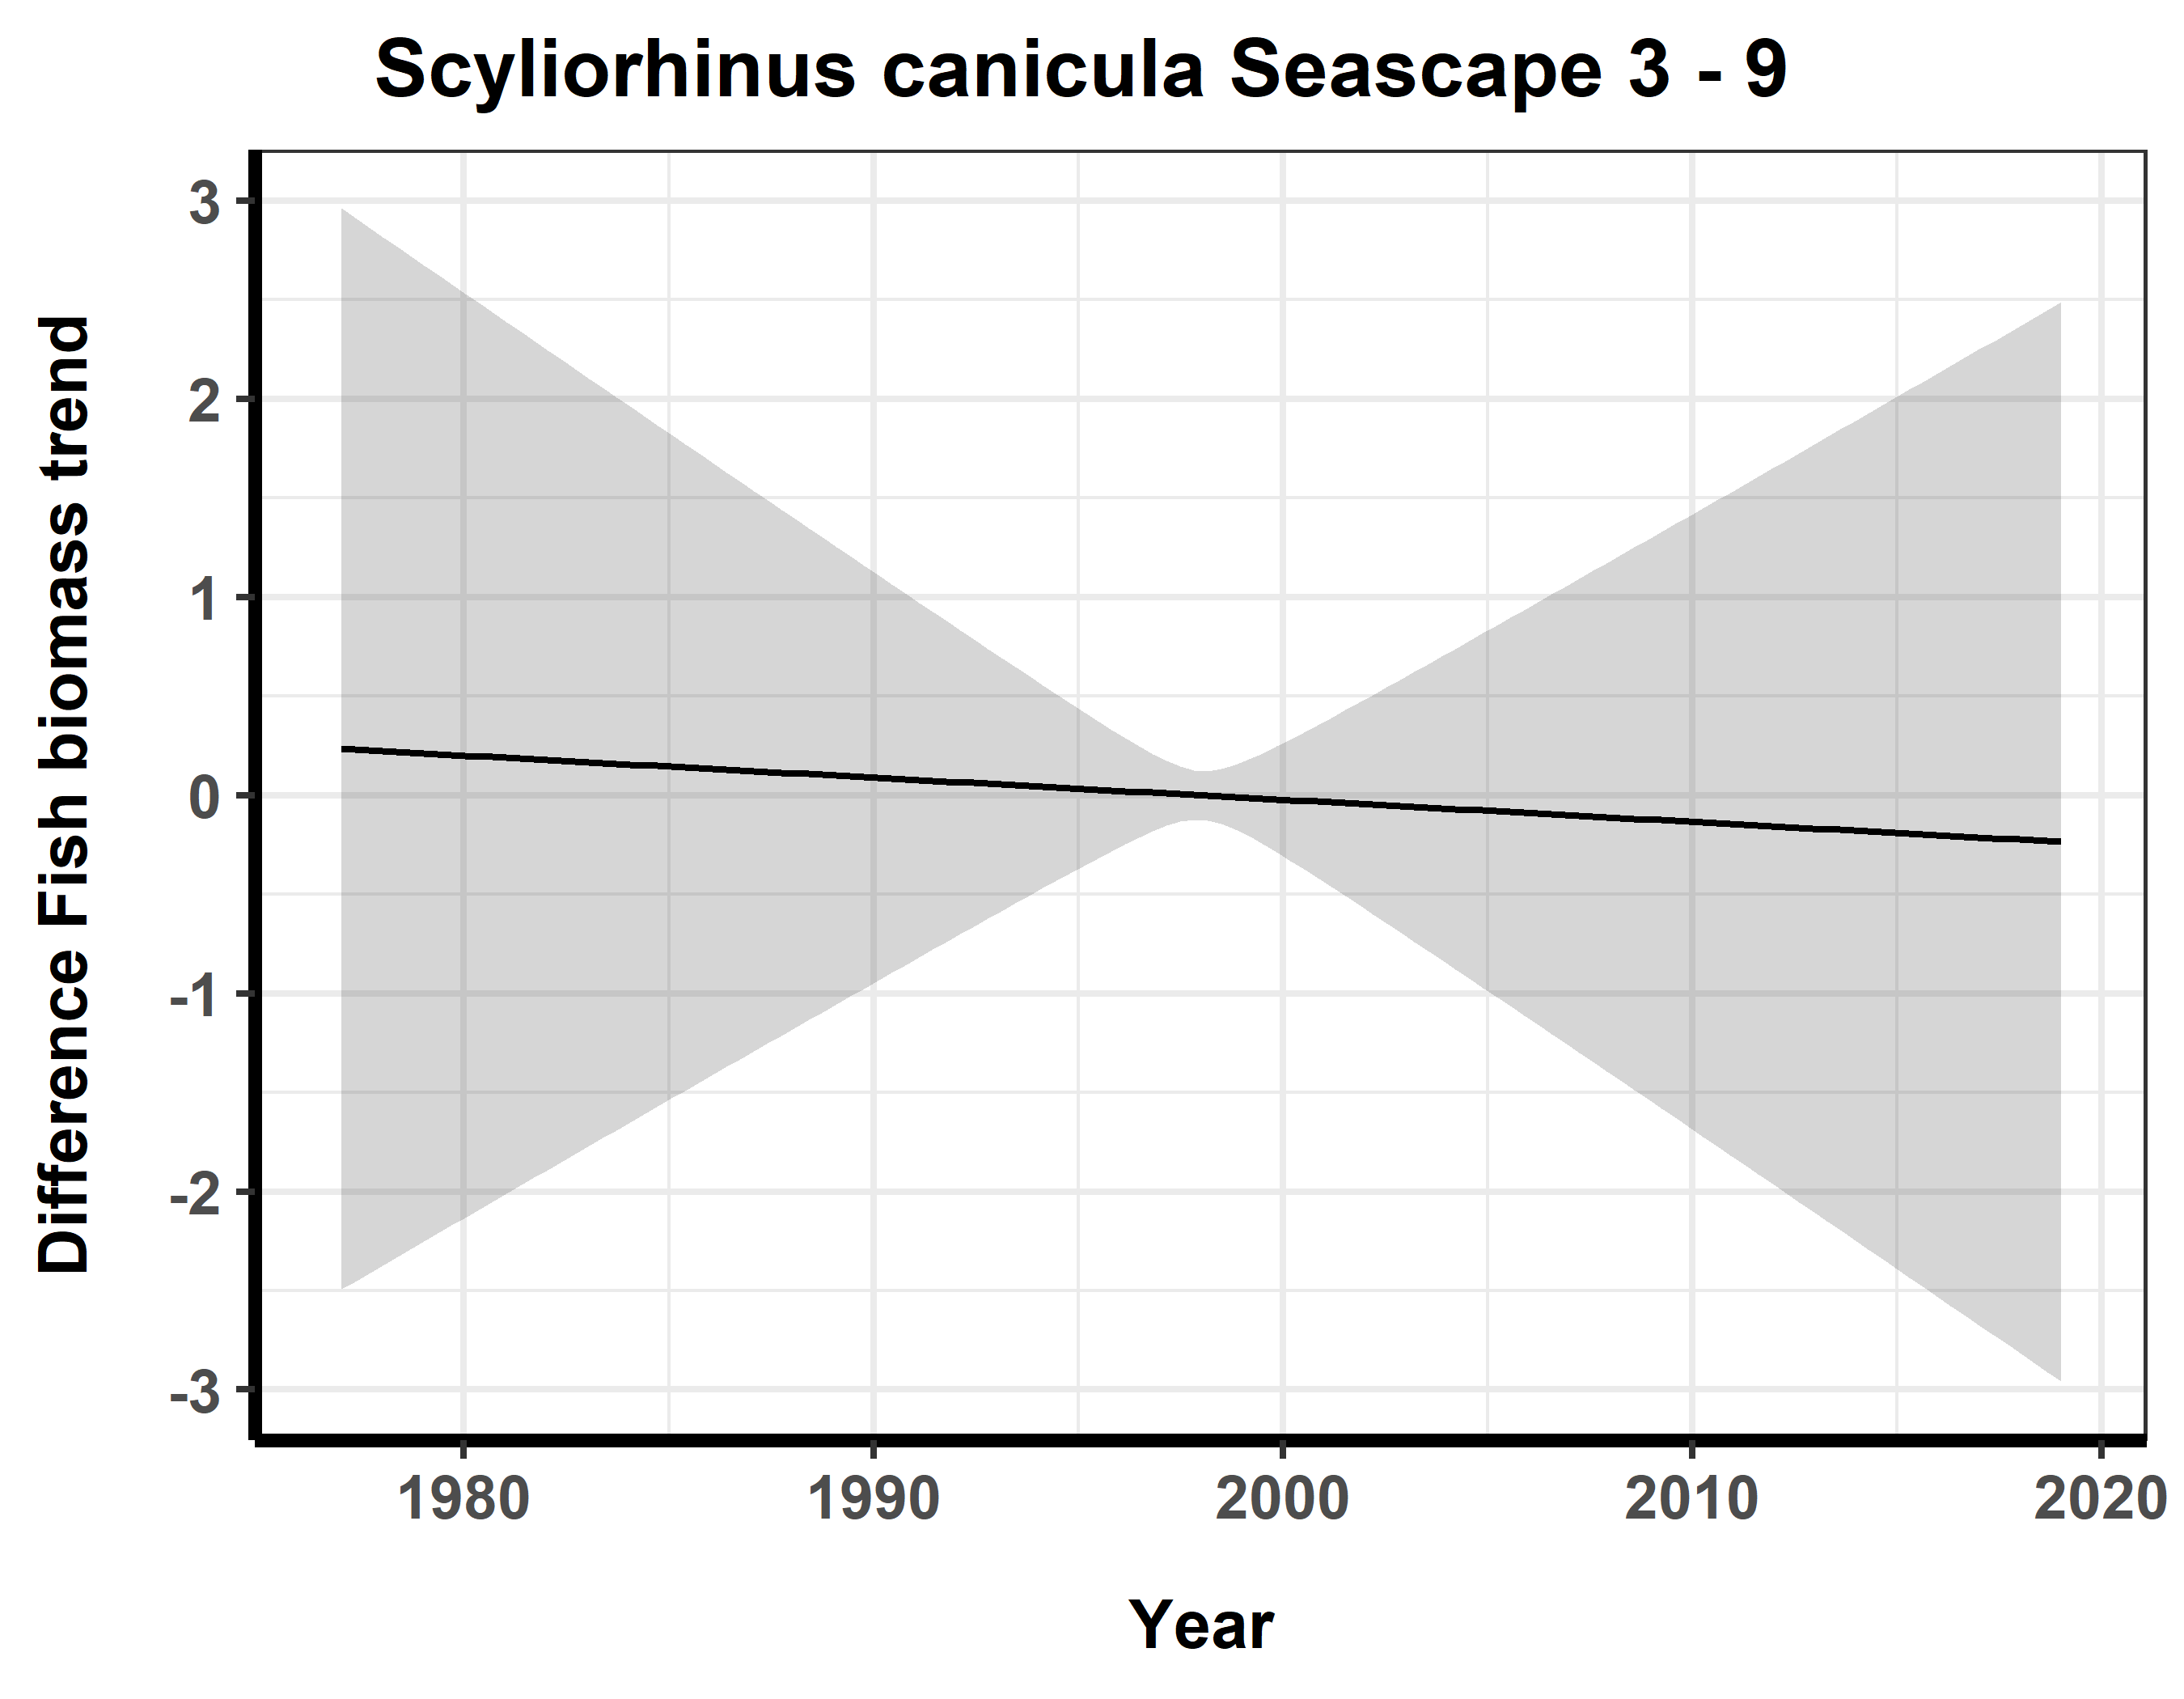 Scyliorhinus canicula Seascape 3 - 9
Difference Fish biomass trend
3
2
1
0
-1
-2
-3
1980 1990 2000 2010 2020
Year